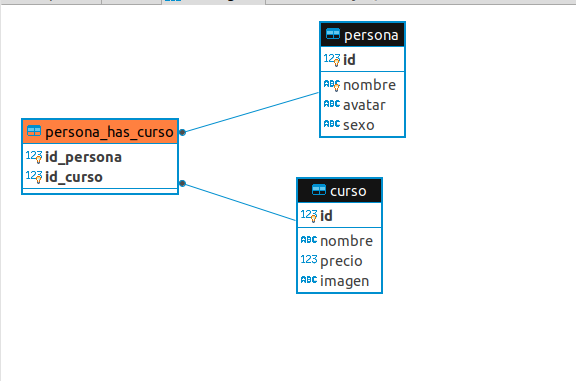 persona
123 id
ABC nombre
ABC avatar
ABC sexo
persona_has_curso
123 id_persona
123 id_curso
curso
123 id
ABC nombre
123 precio
ABC imagen